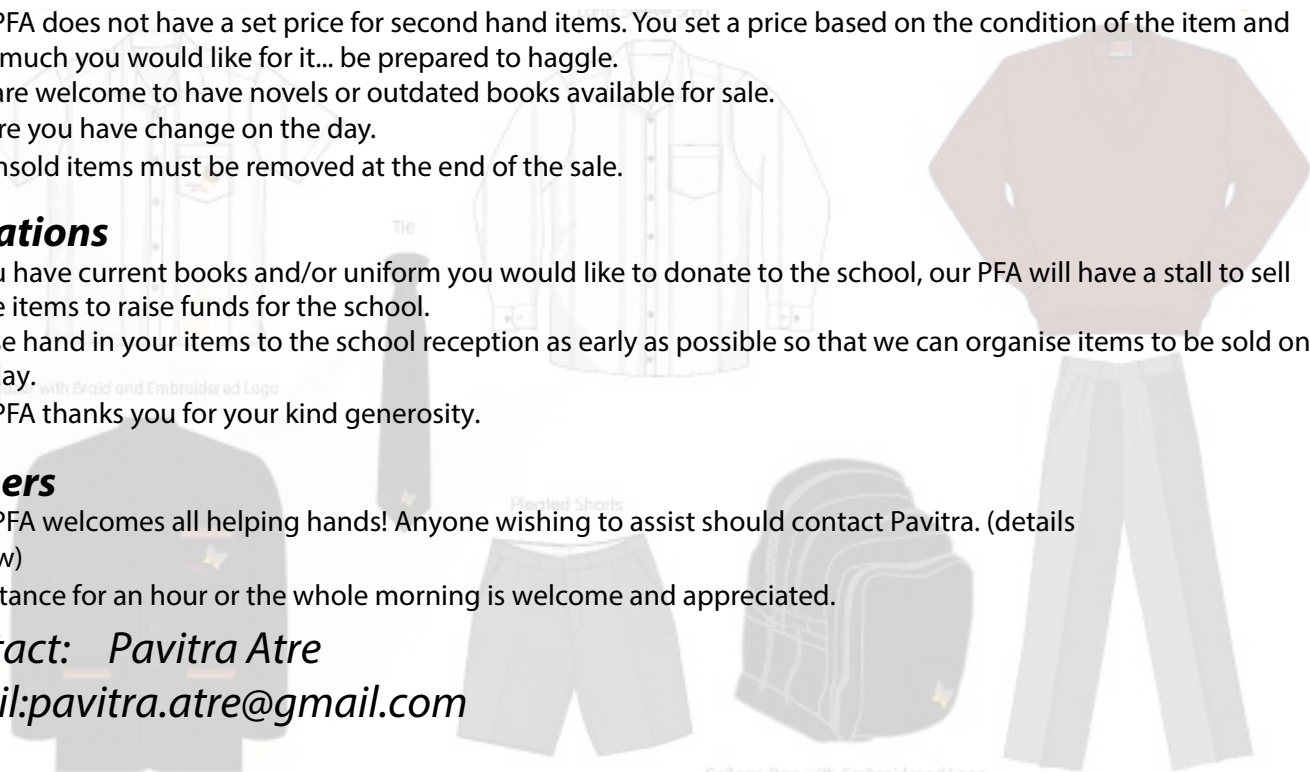 Long Sleeve Shirt
PFA does not have a set price for second hand items. You set a price based on the condition of the item and
much you would like for it... be prepared to haggle.
are welcome to have novels or outdated books available for sale.
re you have change on the day.
nsold items must be removed at the end of the sale.
ations
Tie
u have current books and/or uniform you would like to donate to the school, our PFA will have a stall to sell
e items to raise funds for the school.
se hand in your items to the school reception as early as possible so that we can organise items to be sold on
lay.
with Braid and Embroidered Logo
PFA thanks you for your kind generosity.
ers
Pleated Shorts
PFA welcomes all helping hands! Anyone wishing to assist should contact Pavitra. (details
w)
tance for an hour or the whole morning is welcome and appreciated.
tact: Pavitra Atre
il:pavitra.atre@gmail.com